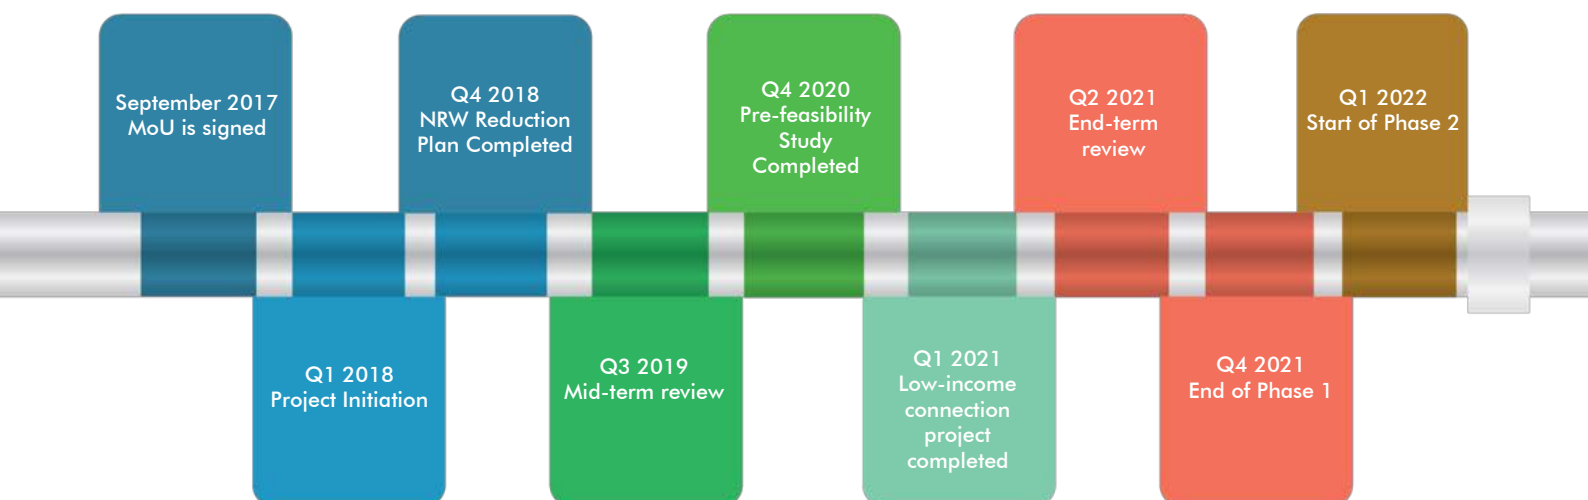 September 2017
MoU is signed
Q1 2018
Project Initiation
Q4 2018
NRW Reduction
Plan Completed
Q3 2019
Mid-term review
Q4 2020
Pre-feasibility
Study
Completed
Q1 2021
Low-income
connection
project
completed
Q2 2021
End-term
review
Q4 2021
End of Phase 1
Q1 2022
Start of Phase 2